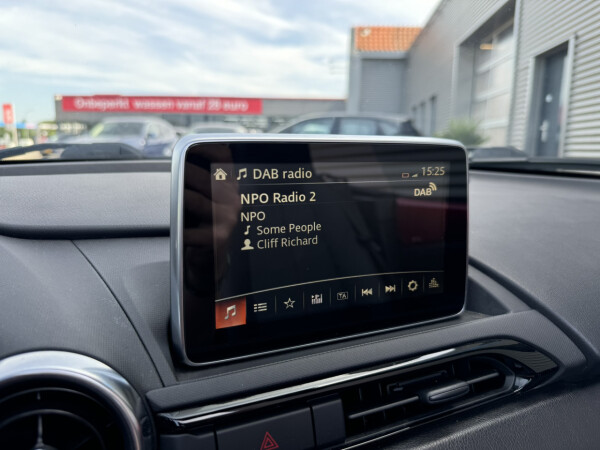 Onbeperkt wassen vanaf 20 euro
DAB radio 15:25
NPO Radio 2 DAB
NPO
Some People
Cliff Richard
TA